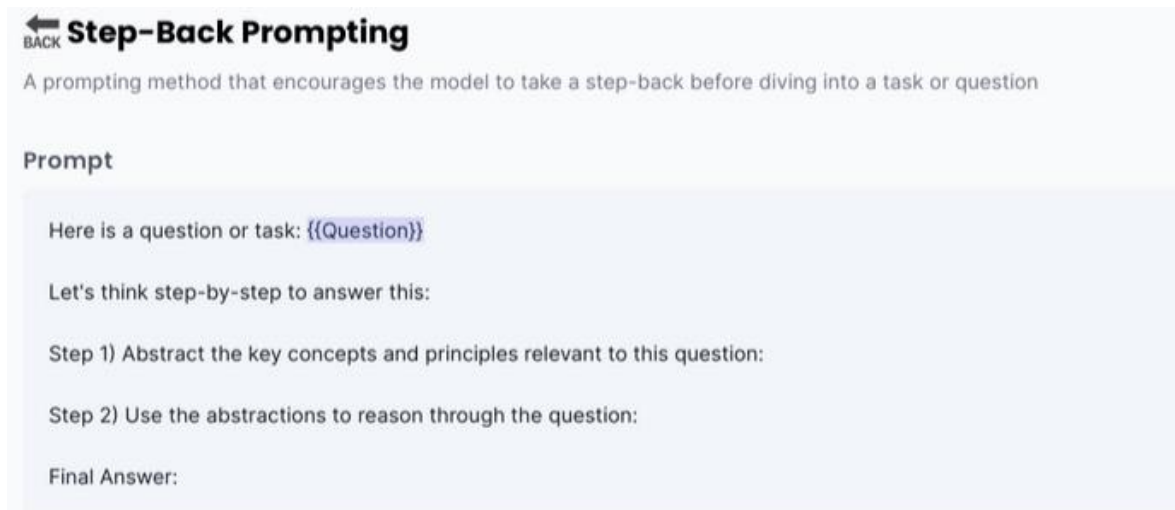 BACK Step-Back Prompting
A prompting method that encourages the model to take a step-back before diving into a task or question
Prompt
Here is a question or task: {{Question}}
Let's think step-by-step to answer this:
Step 1) Abstract the key concepts and principles relevant to this question:
Step 2) Use the abstractions to reason through the question:
Final Answer: